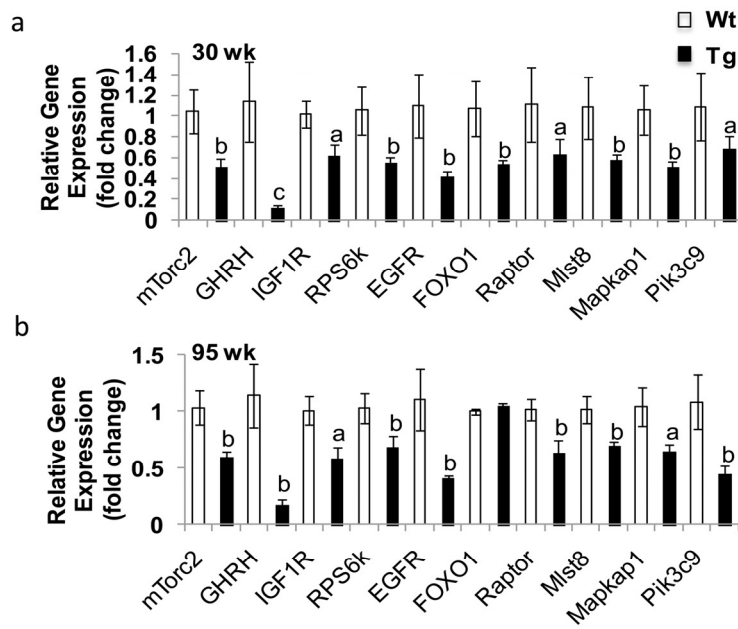 a
Wt
Tg
30 wk
Relative Gene
Expression
(fold change)
1.6
1.4
1.2
1
0.8
0.6
0.4
0.2
0
b
c
a
b
b
b
a
b
b
a
mTorc2
GHRH
IGF1R
RPS6k
EGFR
FOXO1
Raptor
Mlst8
Mapkap1
Pik3c9
b
95 wk
Relative Gene
Expression
(fold change)
1.5
1
0.5
0
b
b
a
b
b
b
b
a
b
mTorc2
GHRH
IGF1R
RPS6k
EGFR
FOXO1
Raptor
Mlst8
Mapkap1
Pik3c9